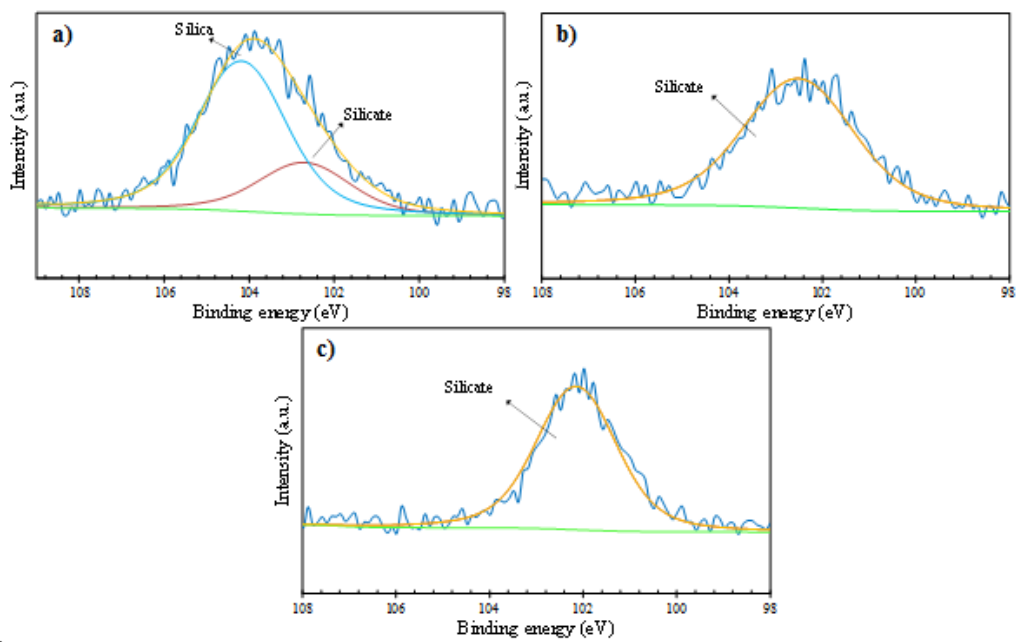 a)
Silica
Silicate
Intensity (a.u.)
108 106 104 102 100 98
Binding energy (eV)
b)
Silicate
Intensity (a.u.)
108 106 104 102 100 98
Binding energy (eV)
c)
Silicate
Intensity (a.u.)
108 106 104 102 100 98
Binding energy (eV)